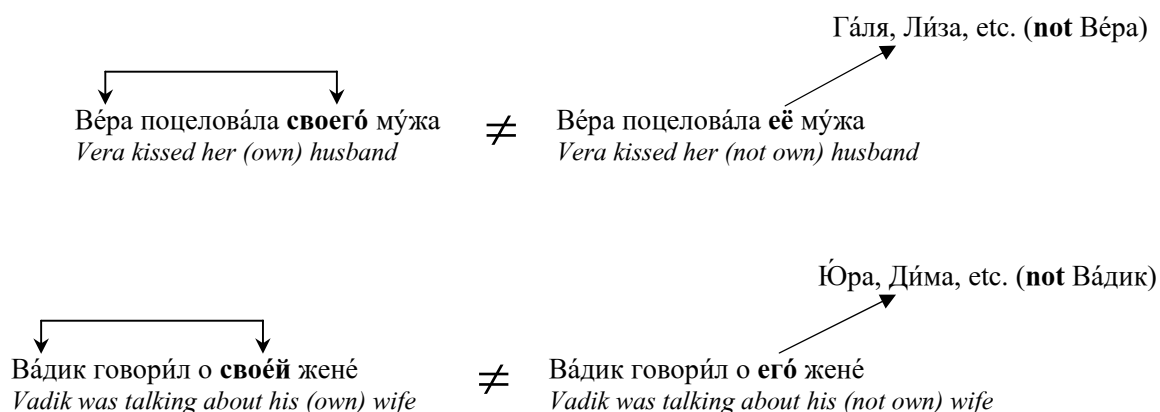 Га́ля, Ли́за, etc. (not Ве́ра)
Ве́ра поцелова́ла своего́ му́жа ≠ Ве́ра поцелова́ла её му́жа
Vera kissed her (own) husband Vera kissed her (not own) husband
Ю́ра, Ди́ма, etc. (not Ва́дик)
Ва́дик говори́л о свое́й жене́ ≠ Ва́дик говори́л о его́ жене́
Vadik was talking about his (own) wife Vadik was talking about his (not own) wife